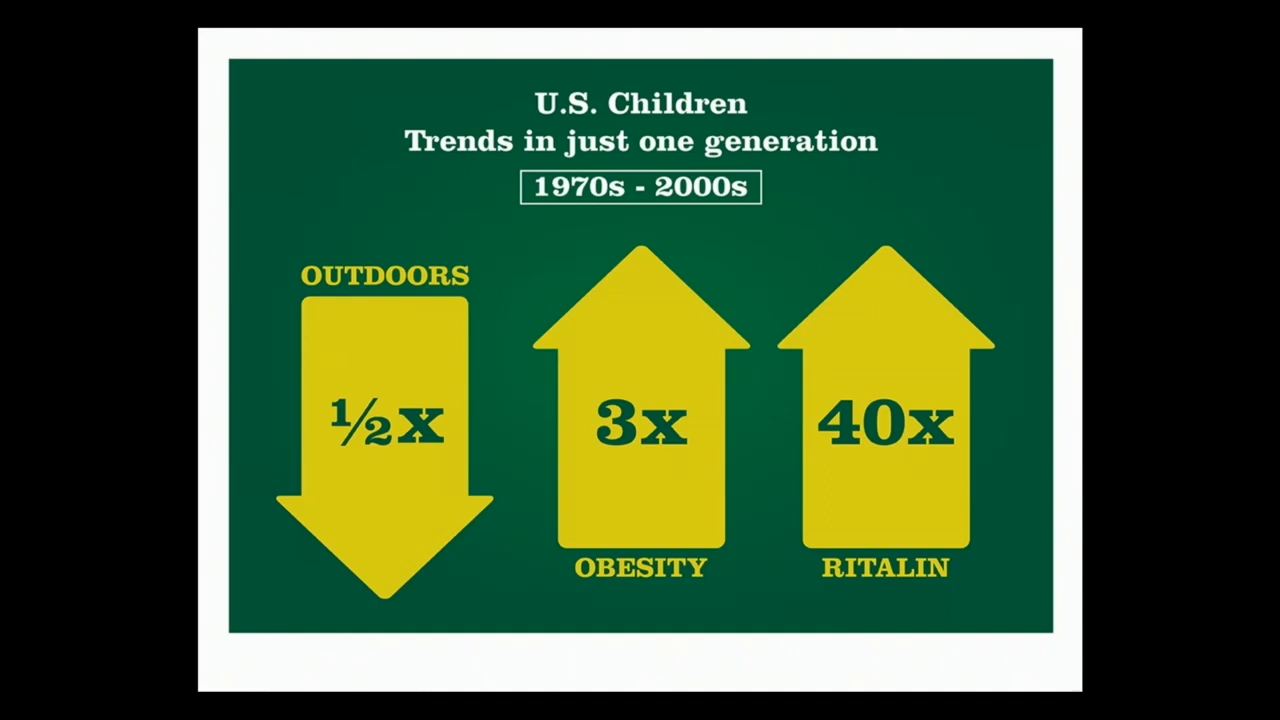 U.S. Children
Trends in just one generation
1970s - 2000s
OUTDOORS
½x
3x
40x
OBESITY
RITALIN